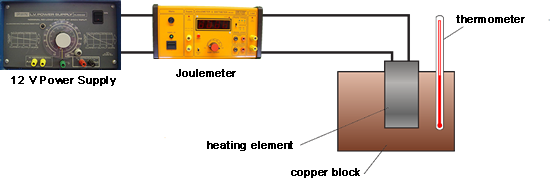 thermometer
12 V Power Supply
Joulemeter
heating element
copper block